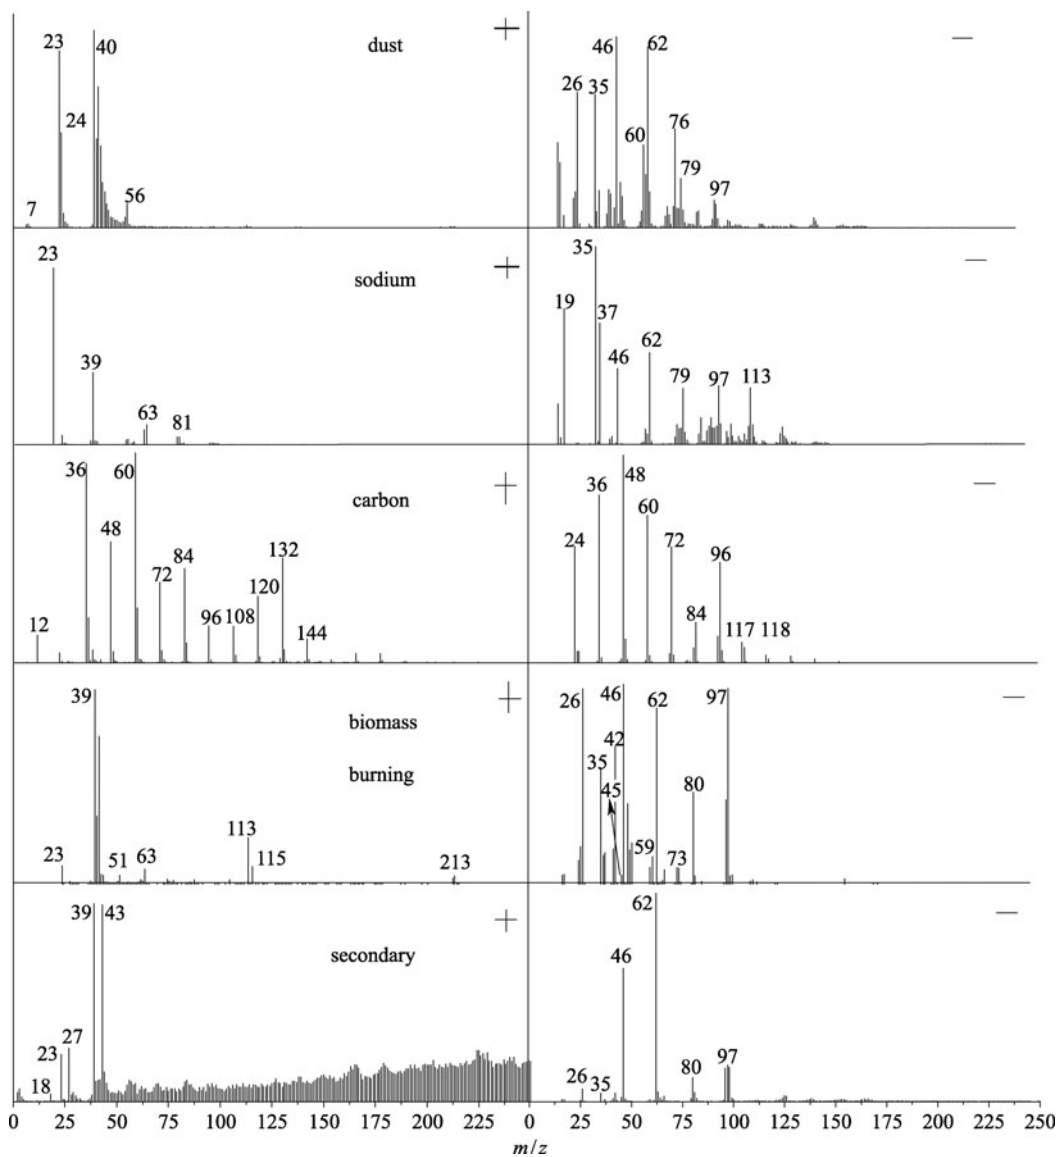 23 40 dust +
24
7 56
46 62 −
26 35
60 76
79
97
23 sodium +
39
63 81
35 −
19 37
46 62
79 97 113
36 60 carbon +
48
72 84 132
12 96 108 120
144
36 48 −
24 60 72
96
84 117 118
39 biomass +
burning
113
23 51 63 115 213
26 46 62 97 −
42
35
45 80
59 73
39 43 +
secondary
23 27
18
62 −
46
26 35 80 97
0 25 50 75 100 125 150 175 200 225 0 25 50 75 100 125 150 175 200 225 250
m/z